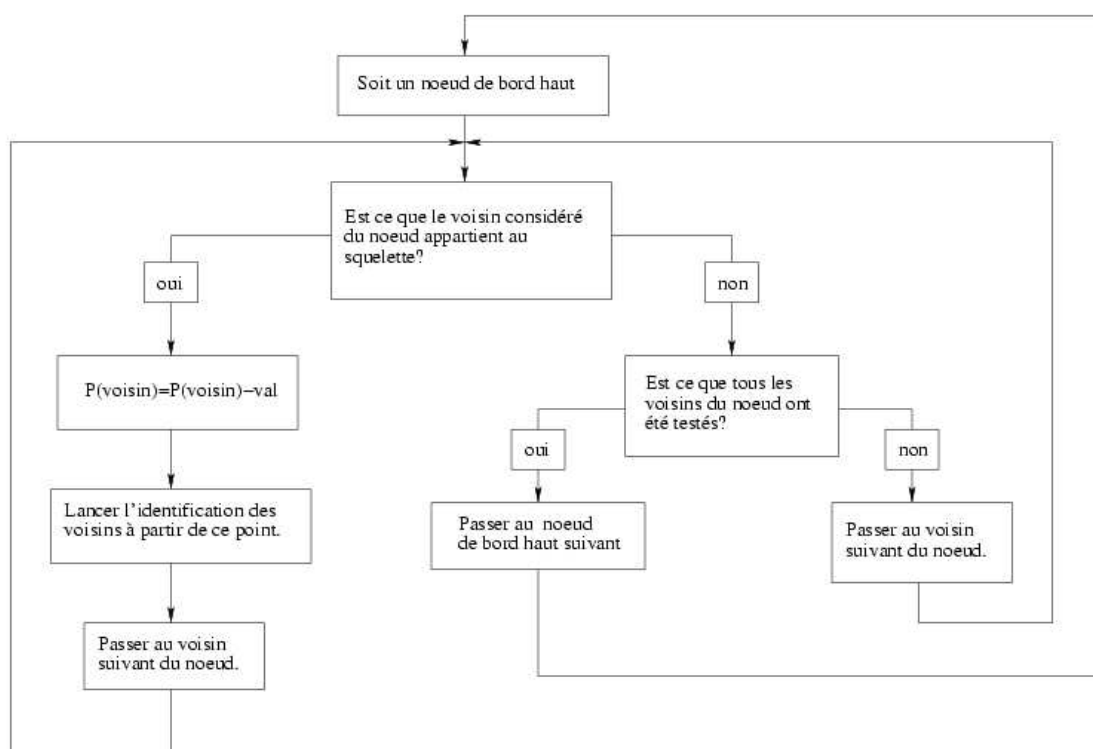 Soit un noeud de bord haut
Est ce que le voisin considéré
du noeud appartient au
squelette?
oui
non
P(voisin)=P(voisin)−val
Est ce que tous les
voisins du noeud ont
été testés?
oui
non
Lancer l'identification des
voisins à partir de ce point.
Passer au noeud
de bord haut suivant
Passer au voisin
suivant du noeud.
Passer au voisin
suivant du noeud.